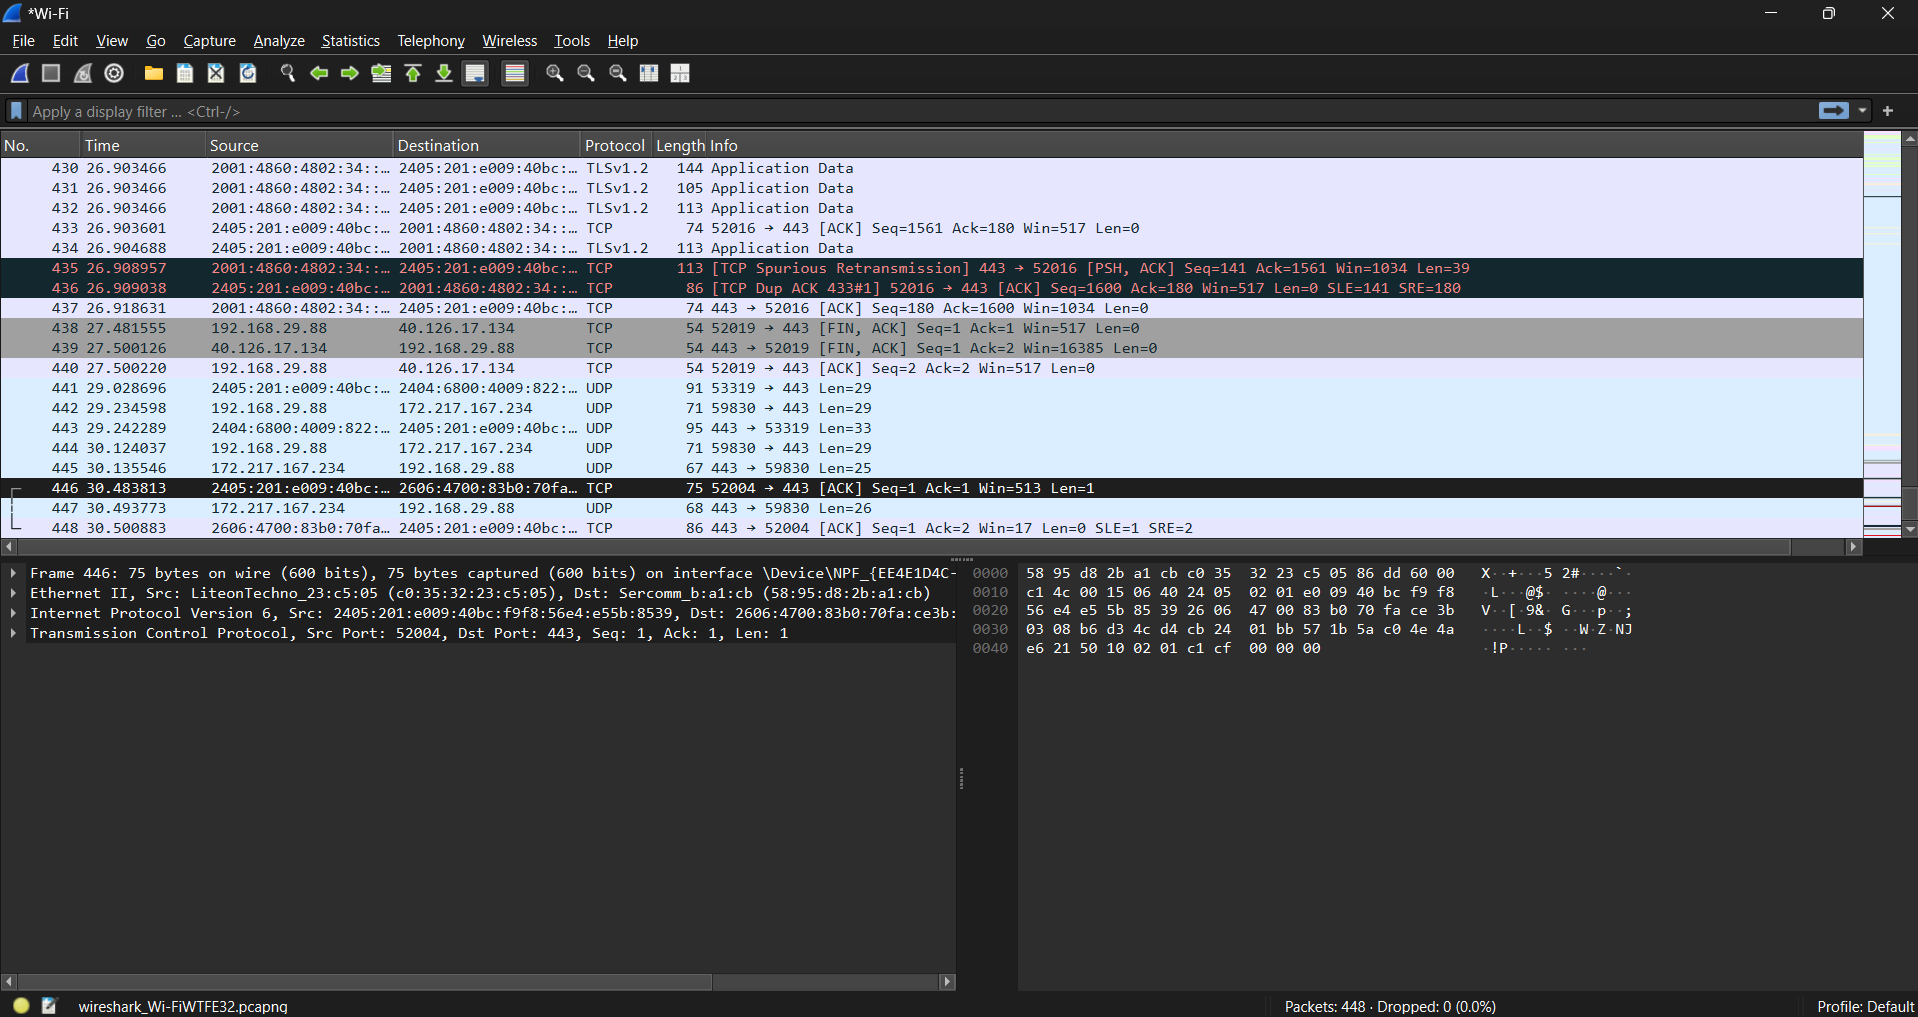 *Wi-Fi
File Edit View Go Capture Analyze Statistics Telephony Wireless Tools Help
Apply a display filter ... <Ctrl-/>
No. Time Source Destination Protocol Length Info
430 26.903466 2001:4860:4802:34::… 2405:201:e009:40bc:… TLSv1.2 144 Application Data
431 26.903466 2001:4860:4802:34::… 2405:201:e009:40bc:… TLSv1.2 105 Application Data
432 26.903466 2001:4860:4802:34::… 2405:201:e009:40bc:… TLSv1.2 113 Application Data
433 26.903601 2405:201:e009:40bc:… 2001:4860:4802:34::… TCP 74 52016 → 443 [ACK] Seq=1561 Ack=180 Win=517 Len=0
434 26.904688 2405:201:e009:40bc:… 2001:4860:4802:34::… TLSv1.2 113 Application Data
435 26.908957 2001:4860:4802:34::… 2405:201:e009:40bc:… TCP 113 [TCP Spurious Retransmission] 443 → 52016 [PSH, ACK] Seq=141 Ack=1561 Win=1034 Len=39
436 26.909038 2405:201:e009:40bc:… 2001:4860:4802:34::… TCP 86 [TCP Dup ACK 433#1] 52016 → 443 [ACK] Seq=1600 Ack=180 Win=517 Len=0 SLE=141 SRE=180
437 26.918631 2001:4860:4802:34::… 2405:201:e009:40bc:… TCP 74 443 → 52016 [ACK] Seq=180 Ack=1600 Win=1034 Len=0
438 27.481555 192.168.29.88 40.126.17.134 TCP 54 52019 → 443 [FIN, ACK] Seq=1 Ack=1 Win=517 Len=0
439 27.500126 40.126.17.134 192.168.29.88 TCP 54 443 → 52019 [FIN, ACK] Seq=1 Ack=2 Win=16385 Len=0
440 27.500220 192.168.29.88 40.126.17.134 TCP 54 52019 → 443 [ACK] Seq=2 Ack=2 Win=517 Len=0
441 29.028696 2405:201:e009:40bc:… 2404:6800:4009:822:… UDP 91 53319 → 443 Len=29
442 29.234598 192.168.29.88 172.217.167.234 UDP 71 59830 → 443 Len=29
443 29.242289 2404:6800:4009:822:… 2405:201:e009:40bc:… UDP 95 443 → 53319 Len=33
444 30.124037 192.168.29.88 172.217.167.234 UDP 71 59830 → 443 Len=29
445 30.135546 172.217.167.234 192.168.29.88 UDP 67 443 → 59830 Len=25
446 30.483813 2405:201:e009:40bc:… 2606:4700:83b0:70fa… TCP 75 52004 → 443 [ACK] Seq=1 Ack=1 Win=513 Len=1
447 30.493773 172.217.167.234 192.168.29.88 UDP 68 443 → 59830 Len=26
448 30.500883 2606:4700:83b0:70fa… 2405:201:e009:40bc:… TCP 86 443 → 52004 [ACK] Seq=1 Ack=2 Win=17 Len=0 SLE=1 SRE=2
Frame 446: 75 bytes on wire (600 bits), 75 bytes captured (600 bits) on interface \Device\NPF_{EE4E1D4C-
Ethernet II, Src: LiteonTechno_23:c5:05 (c0:35:32:23:c5:05), Dst: Sercomm_b:a1:cb (58:95:d8:2b:a1:cb)
Internet Protocol Version 6, Src: 2405:201:e009:40bc:f9f8:56e4:e55b:8539, Dst: 2606:4700:83b0:70fa:ce3b:
Transmission Control Protocol, Src Port: 52004, Dst Port: 443, Seq: 1, Ack: 1, Len: 1
0000 58 95 d8 2b a1 cb c0 35 32 23 c5 05 86 dd 60 00 X··+···5 2#····`·
0010 c1 4c 00 15 06 40 24 05 02 01 e0 09 40 bc f9 f8 ·L···@$· ····@···
0020 56 e4 e5 5b 85 39 26 06 47 00 83 b0 70 fa ce 3b V··[·9&· G···p··;
0030 03 08 b6 d3 4c d4 cb 24 01 bb 57 1b 5a c0 4e 4a ····L··$ ··W·Z·NJ
0040 e6 21 50 10 02 01 c1 cf 00 00 00 ·!P····· ···
wireshark_Wi-FiWTFE32.pcapng
Packets: 448 · Dropped: 0 (0.0%)
Profile: Default